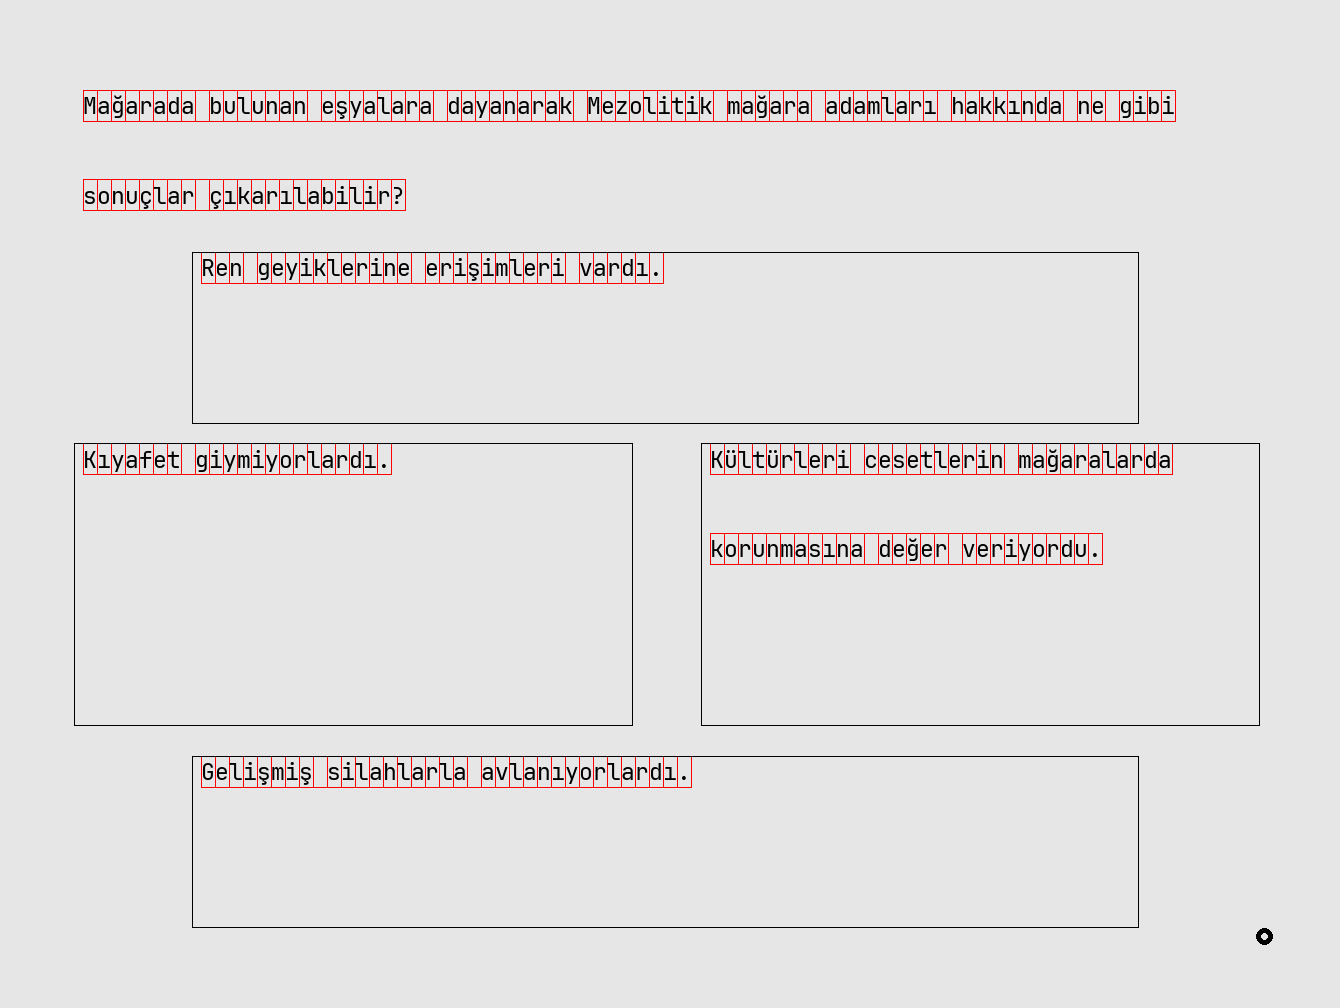 Mağarada bulunan eşyalara dayanarak Mezolitik mağara adamları hakkında ne gibi
sonuçlar çıkarılabilir?
Ren geyiklerine erişimleri vardı.
Kıyafet giymiyorlardı.
Kültürleri cesetlerin mağaralarda
korunmasına değer veriyordu.
Gelişmiş silahlarla avlanıyorlardı.